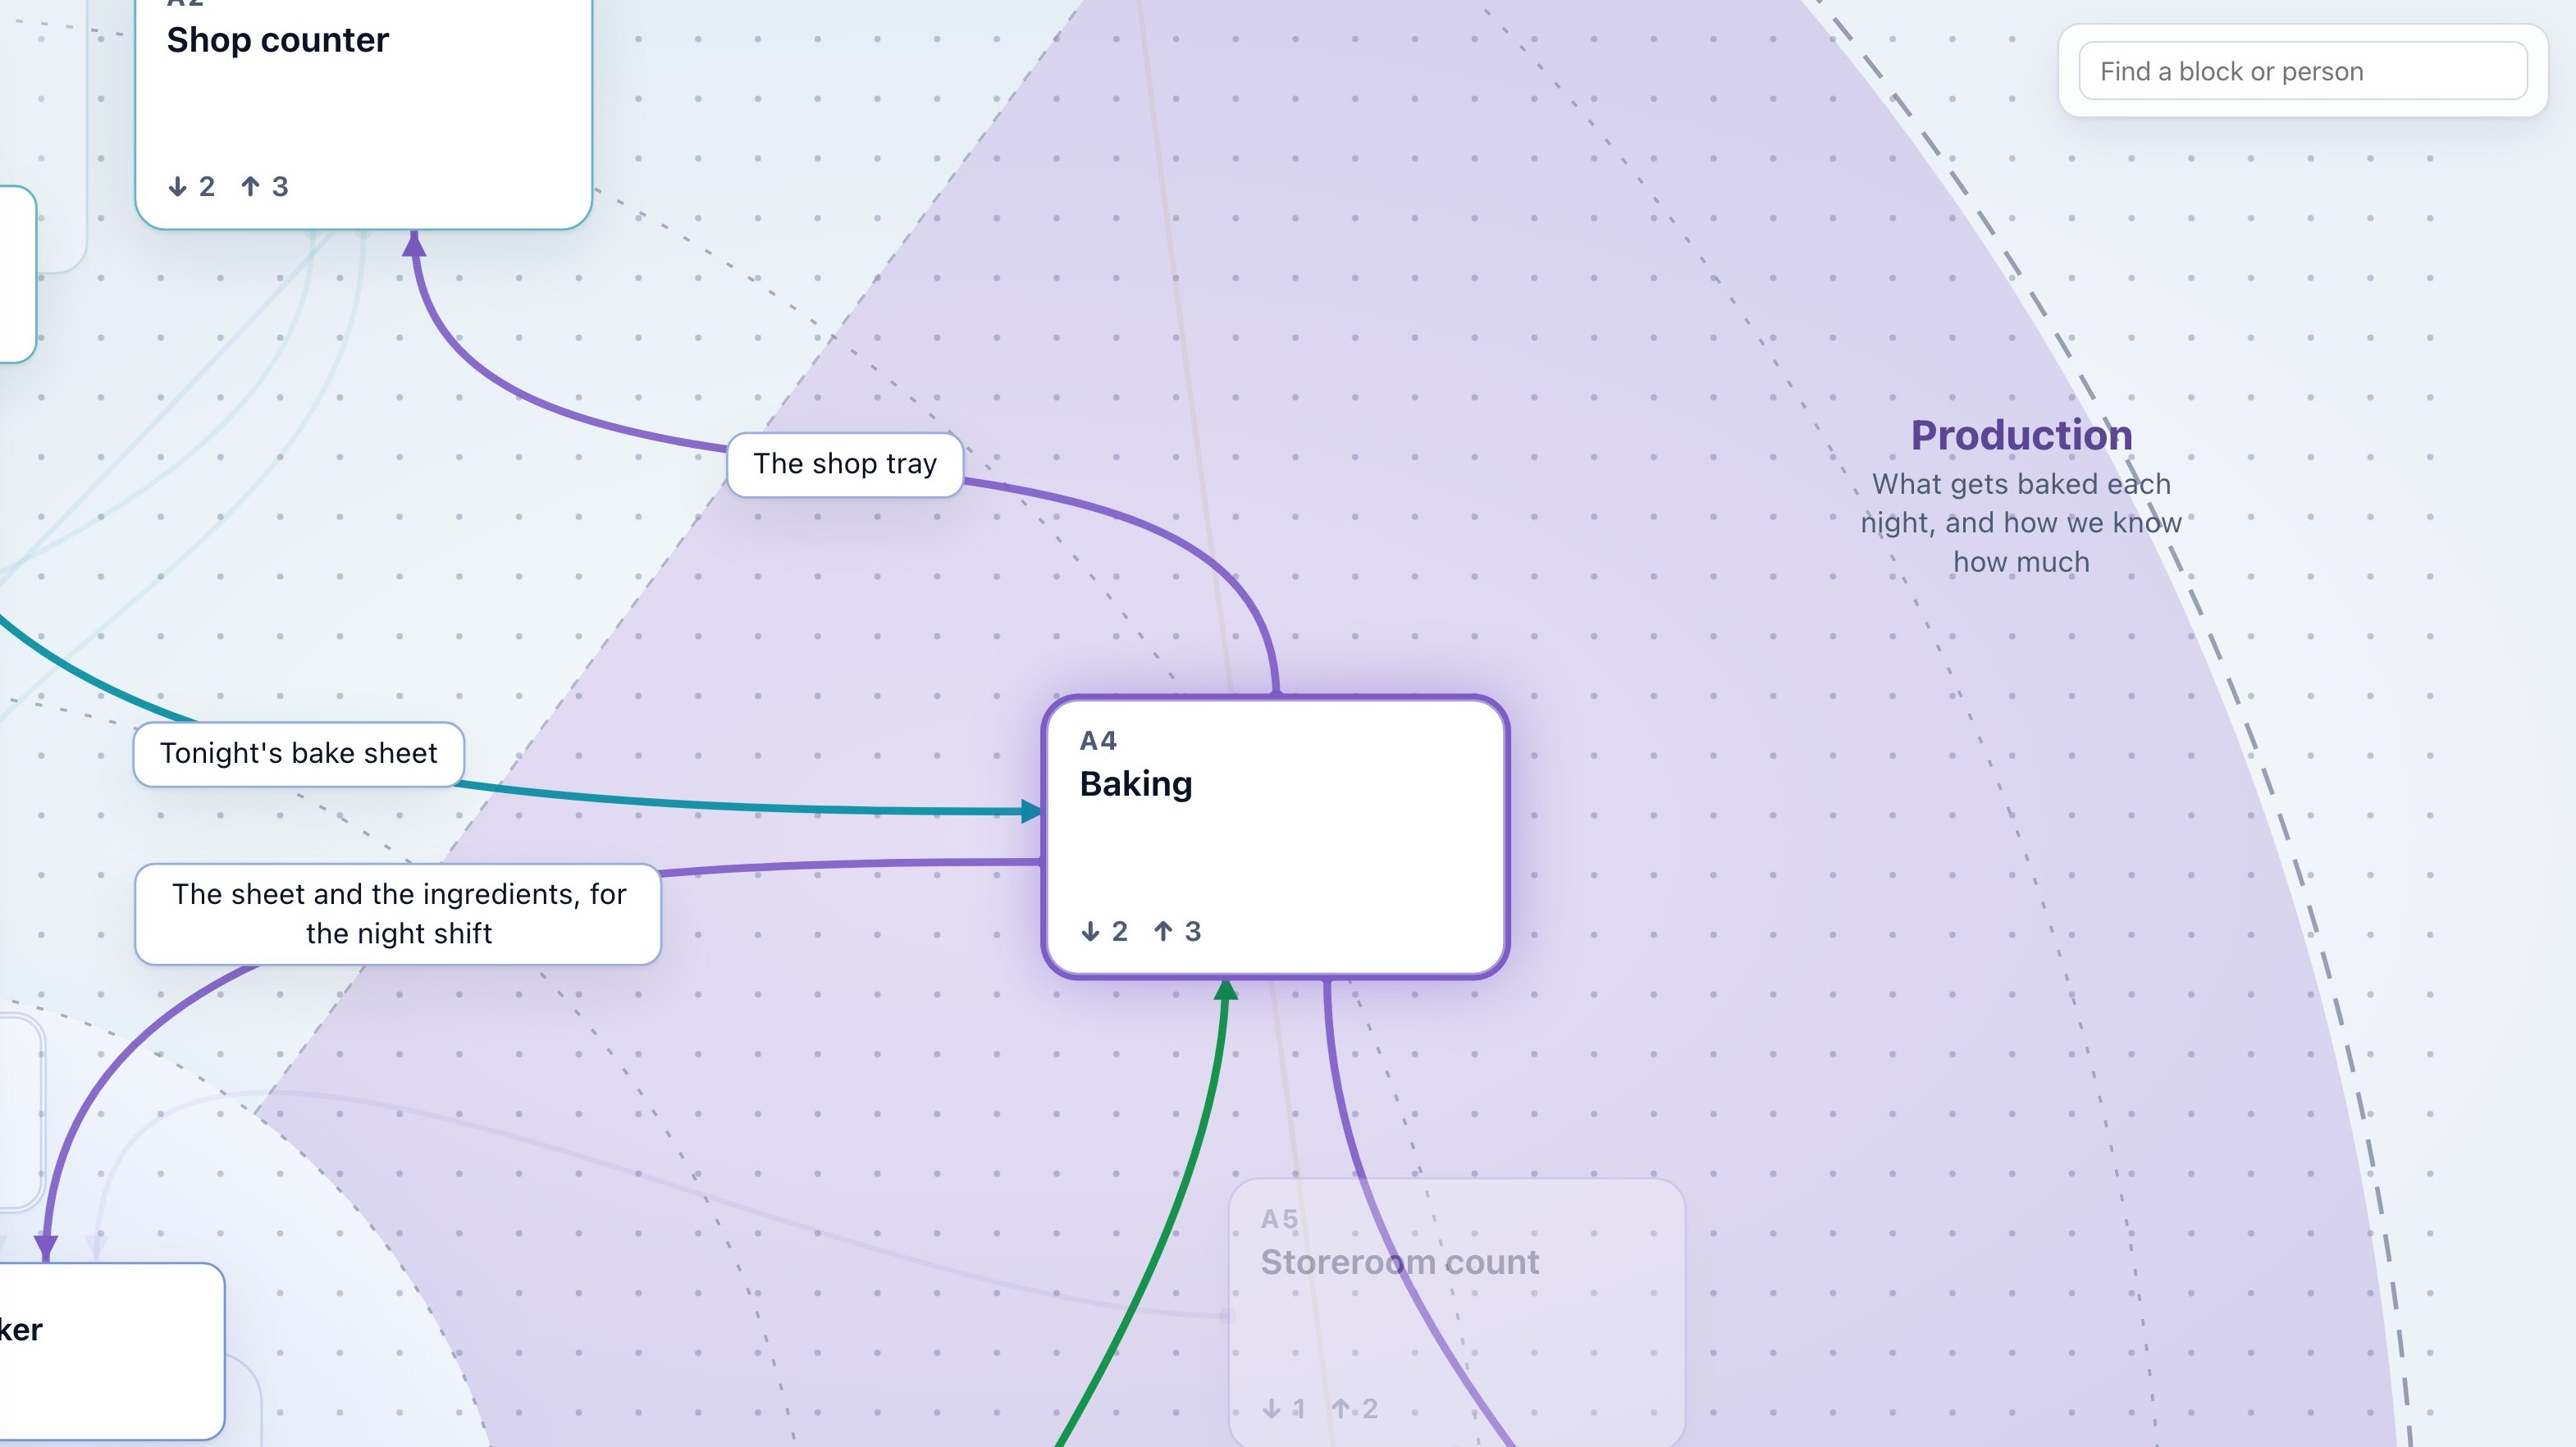 A2
Shop counter
↓ 2 ↑ 3
Find a block or person
The shop tray
Production
What gets baked each
night, and how we know
how much
Tonight's bake sheet
A4
Baking
↓ 2 ↑ 3
The sheet and the ingredients, for
the night shift
A5
Storeroom count
↓ 1 ↑ 2
ker